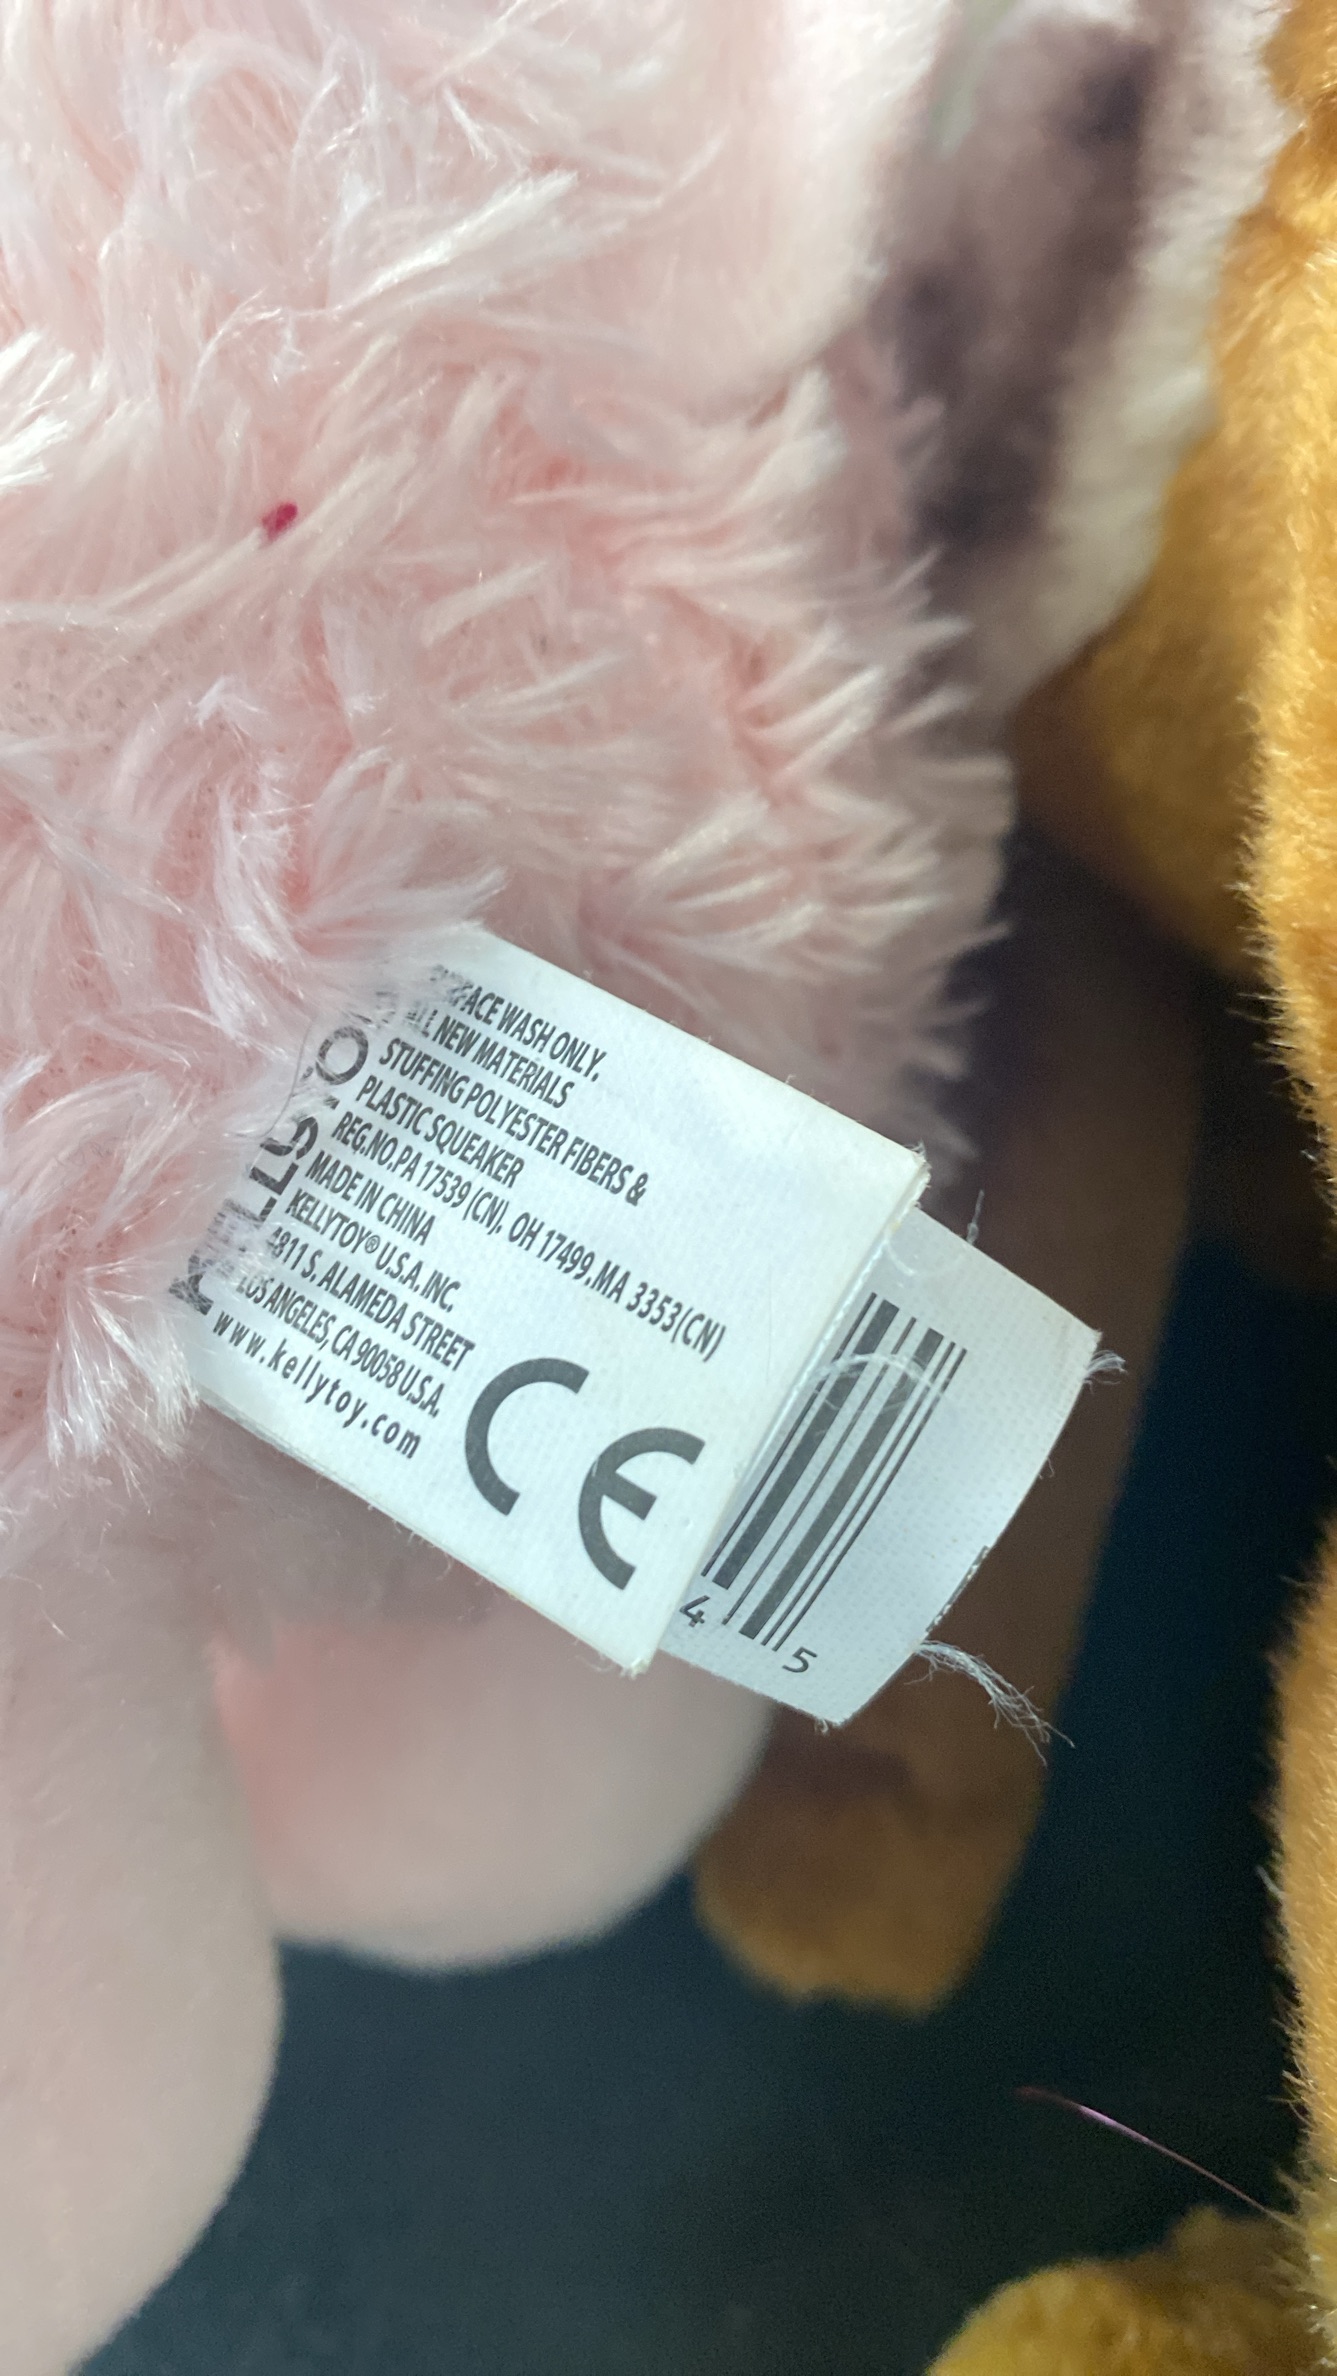 SURFACE WASH ONLY.
ALL NEW MATERIALS
STUFFING POLYESTER FIBERS &
PLASTIC SQUEAKER
REG.NO.PA 17539 (CN), OH 17499,MA 3353(CN)
MADE IN CHINA
KELLYTOY® U.S.A. INC.
4811 S. ALAMEDA STREET
LOS ANGELES, CA 90058 U.S.A.
www.kellytoy.com
CE
4
5